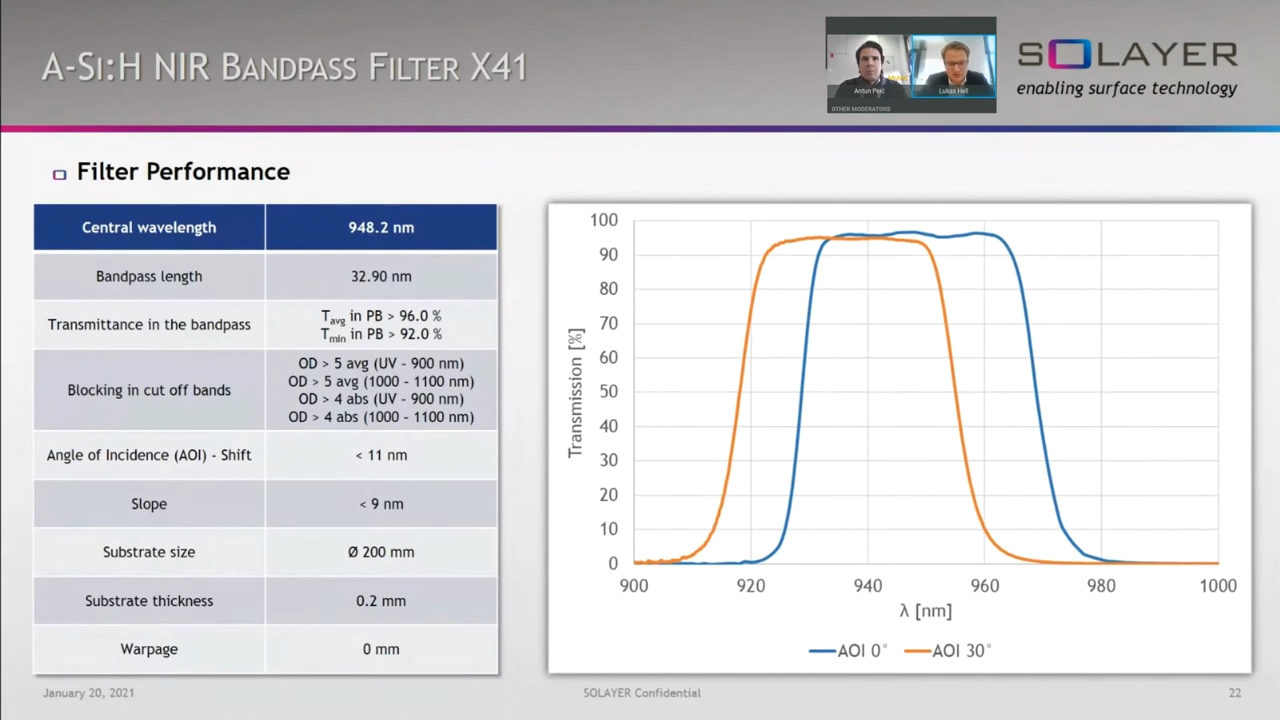 A-Si:H NIR Bandpass Filter X41
Antun Peić
Lukas Hell
OTHER MODERATORS
SOLAYER
enabling surface technology
Filter Performance
Central wavelength 948.2 nm
Bandpass length 32.90 nm
Transmittance in the bandpass
Tavg in PB > 96.0 %
Tmin in PB > 92.0 %
Blocking in cut off bands
OD > 5 avg (UV - 900 nm)
OD > 5 avg (1000 - 1100 nm)
OD > 4 abs (UV - 900 nm)
OD > 4 abs (1000 - 1100 nm)
Angle of Incidence (AOI) - Shift < 11 nm
Slope < 9 nm
Substrate size Ø 200 mm
Substrate thickness 0.2 mm
Warpage 0 mm
Transmission [%]
100
90
80
70
60
50
40
30
20
10
0
900 920 940 960 980 1000
λ [nm]
AOI 0° AOI 30°
January 20, 2021
SOLAYER Confidential
22